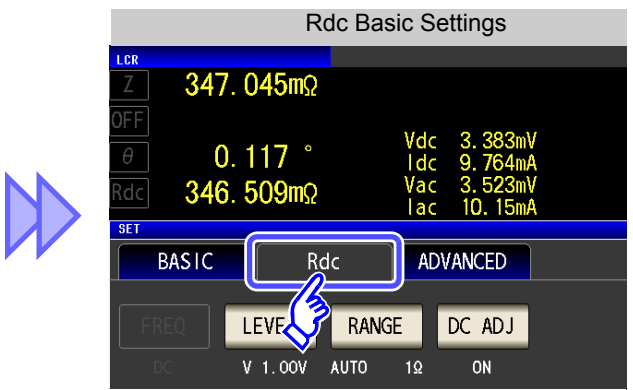 Rdc Basic Settings
LCR
Z 347.045mΩ
OFF
θ 0.117 °
Rdc 346.509mΩ
Vdc 3.383mV
Idc 9.764mA
Vac 3.523mV
Iac 10.15mA
SET
BASIC Rdc ADVANCED
FREQ LEVE RANGE DC ADJ
DC V 1.00V AUTO 1Ω ON